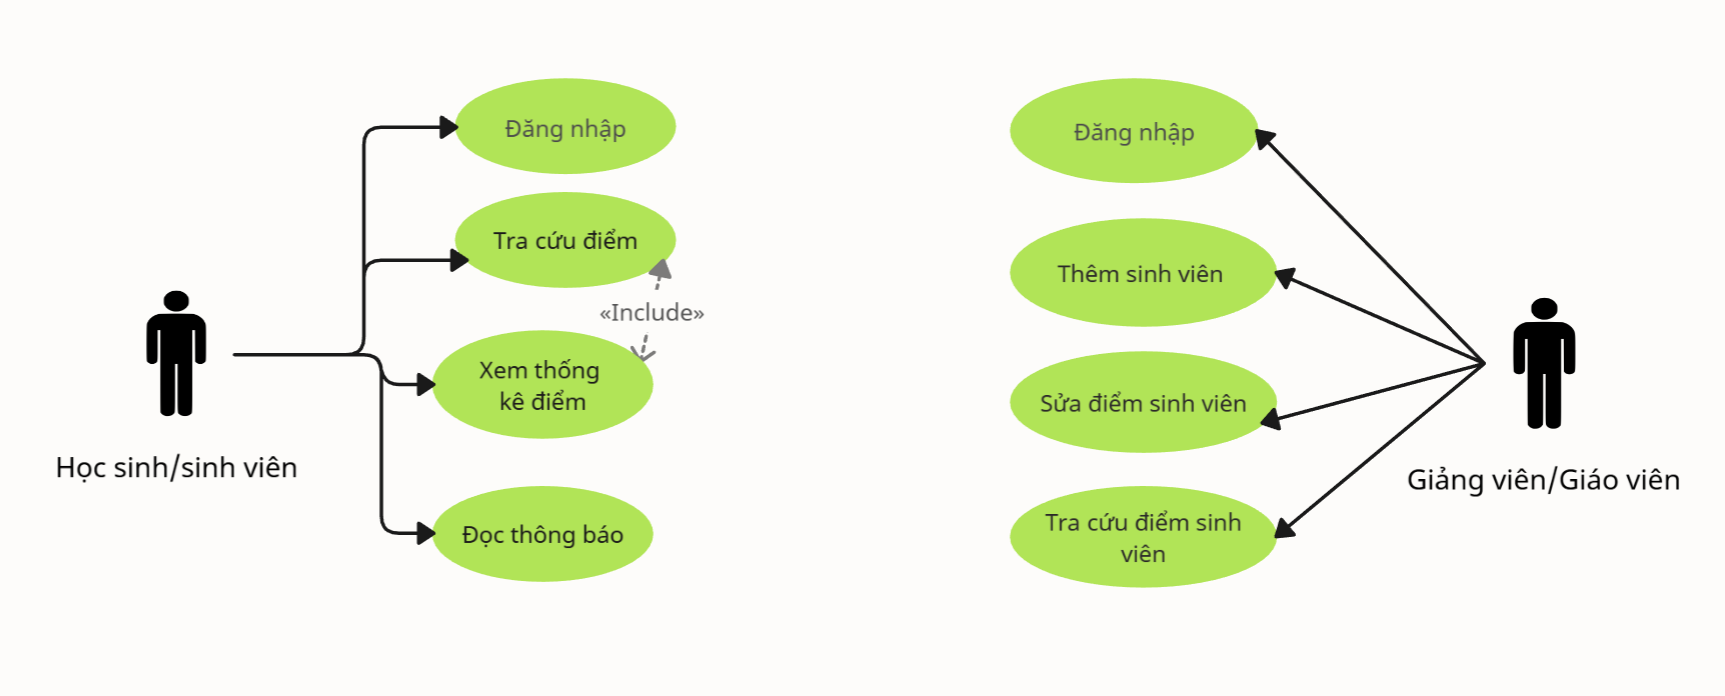 Đăng nhập
Tra cứu điểm
«Include»
Xem thống
kê điểm
Đọc thông báo
Học sinh/sinh viên
Đăng nhập
Thêm sinh viên
Sửa điểm sinh viên
Tra cứu điểm sinh
viên
Giảng viên/Giáo viên